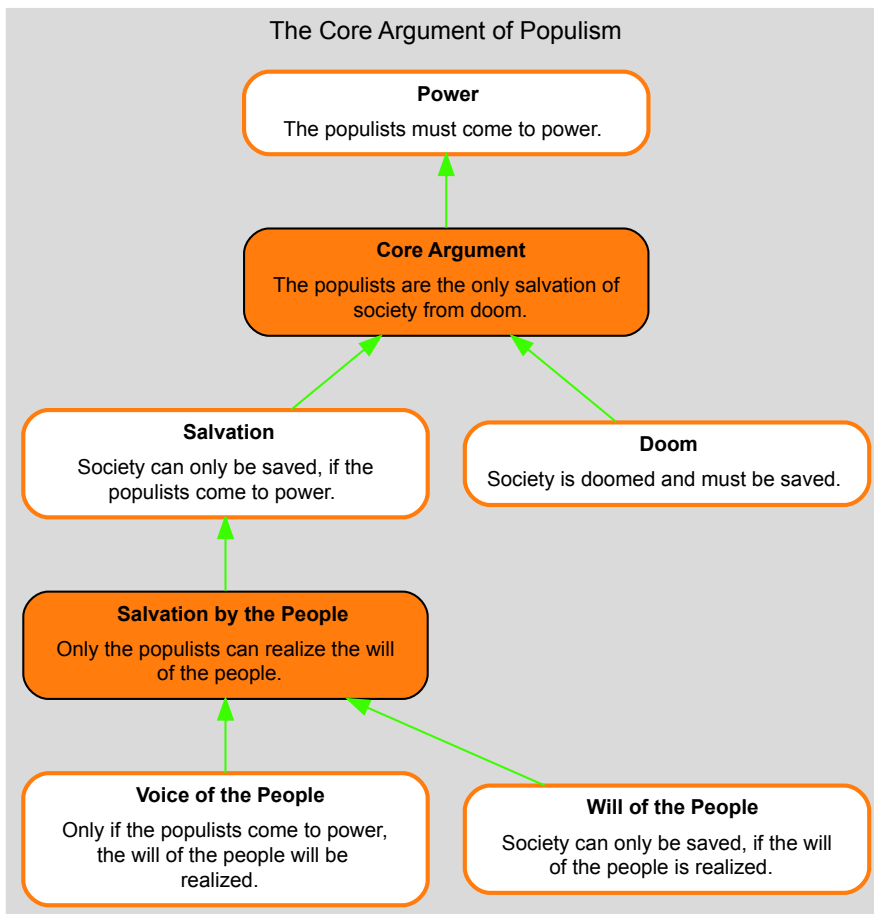 The Core Argument of Populism
Power
The populists must come to power.
Core Argument
The populists are the only salvation of
society from doom.
Salvation
Society can only be saved, if the
populists come to power.
Doom
Society is doomed and must be saved.
Salvation by the People
Only the populists can realize the will
of the people.
Voice of the People
Only if the populists come to power,
the will of the people will be
realized.
Will of the People
Society can only be saved, if the will
of the people is realized.